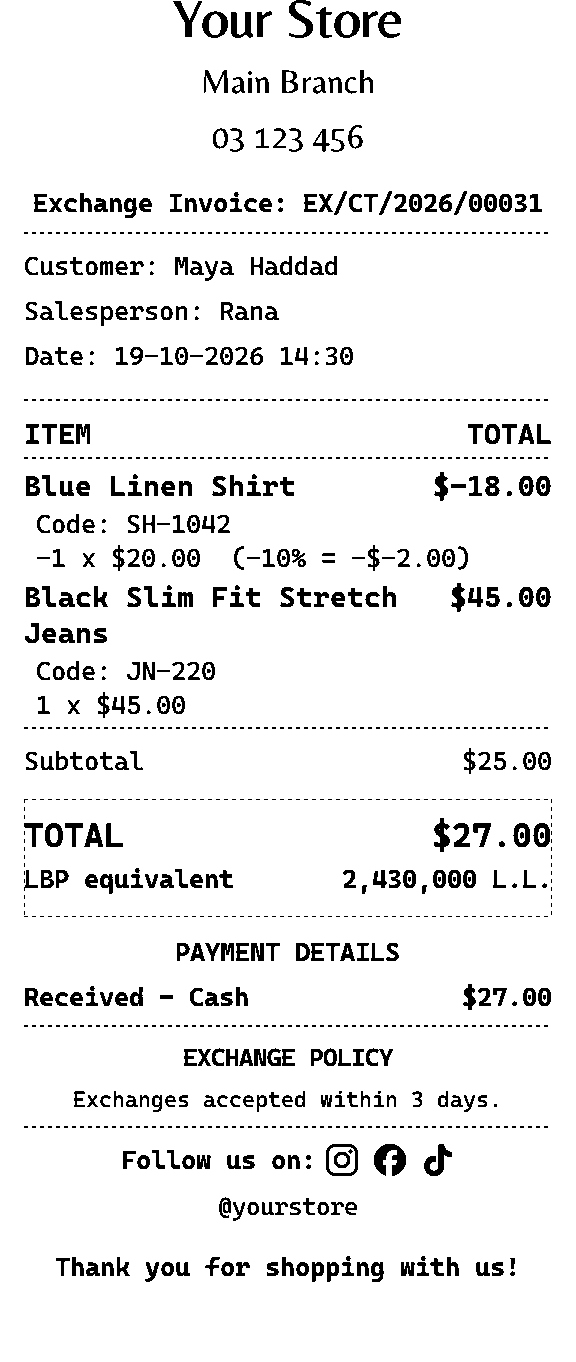 Your Store
Main Branch
03 123 456
Exchange Invoice: EX/CT/2026/00031
Customer: Maya Haddad
Salesperson: Rana
Date: 19-10-2026 14:30
ITEM TOTAL
Blue Linen Shirt $-18.00
Code: SH-1042
-1 x $20.00 (-10% = -$-2.00)
Black Slim Fit Stretch $45.00
Jeans
Code: JN-220
1 x $45.00
Subtotal $25.00
TOTAL $27.00
LBP equivalent 2,430,000 L.L.
PAYMENT DETAILS
Received - Cash $27.00
EXCHANGE POLICY
Exchanges accepted within 3 days.
Follow us on:
@yourstore
Thank you for shopping with us!